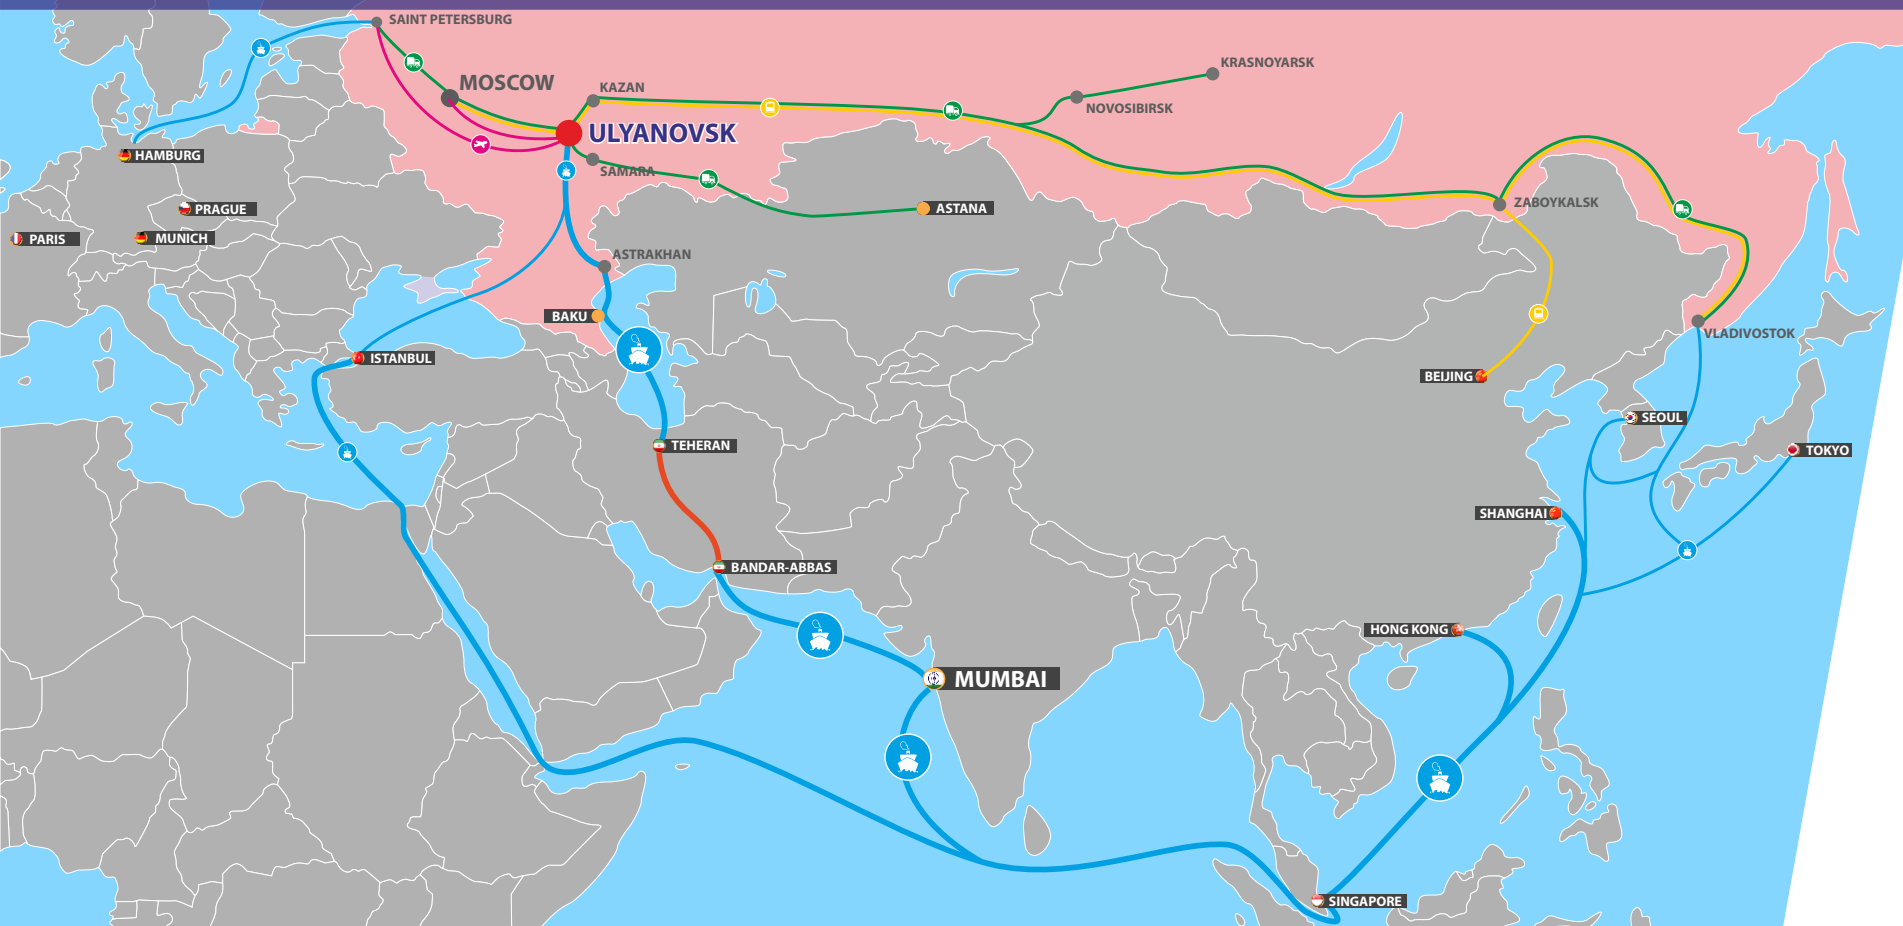 SAINT PETERSBURG
KRASNOYARSK
MOSCOW
KAZAN
NOVOSIBIRSK
ULYANOVSK
HAMBURG
SAMARA
PRAGUE
ASTANA
ZABOYKALSK
PARIS
MUNICH
ASTRAKHAN
BAKU
VLADIVOSTOK
ISTANBUL
BEIJING
SEOUL
TEHERAN
TOKYO
SHANGHAI
BANDAR-ABBAS
HONG KONG
MUMBAI
SINGAPORE